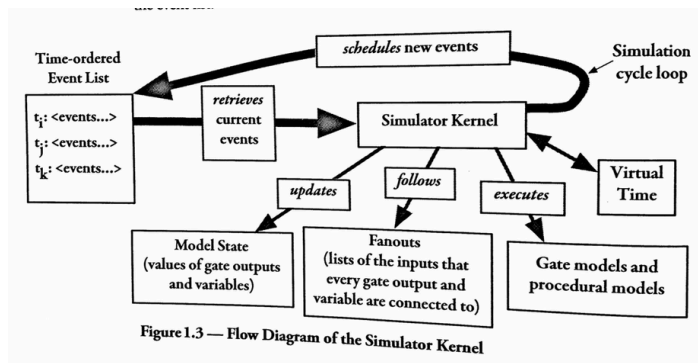 schedules new events
Simulation
cycle loop
Time-ordered
Event List
retrieves
current
events
ti: <events...>
tj: <events...>
tk: <events...>
Simulator Kernel
updates
follows
executes
Virtual
Time
Model State
(values of gate outputs
and variables)
Fanouts
(lists of the inputs that
every gate output and
variable are connected to)
Gate models and
procedural models
Figure 1.3 — Flow Diagram of the Simulator Kernel